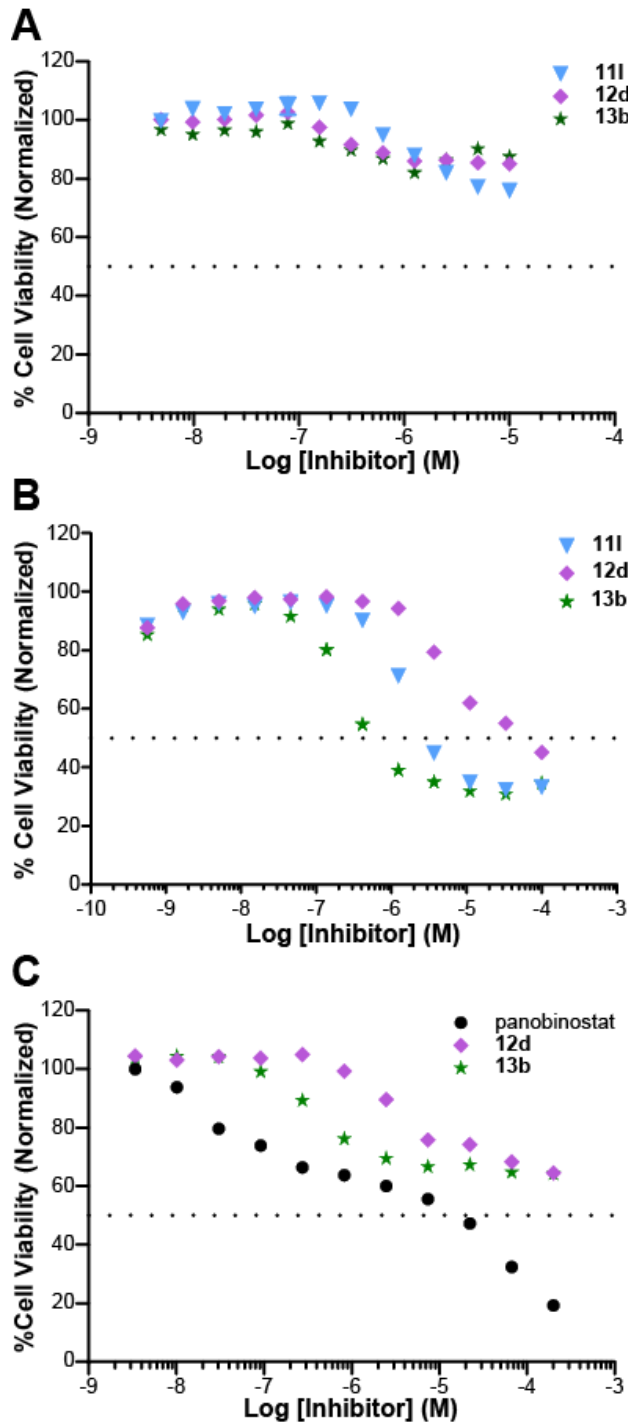 A
% Cell Viability (Normalized)
120
100
80
60
40
20
0
-9
-8
-7
-6
-5
-4
Log [Inhibitor] (M)
11l
12d
13b
B
% Cell Viability (Normalized)
120
100
80
60
40
20
0
-10
-9
-8
-7
-6
-5
-4
-3
Log [Inhibitor] (M)
11l
12d
13b
C
%Cell Viability (Normalized)
120
100
80
60
40
20
0
-9
-8
-7
-6
-5
-4
-3
Log [Inhibitor] (M)
panobinostat
12d
13b